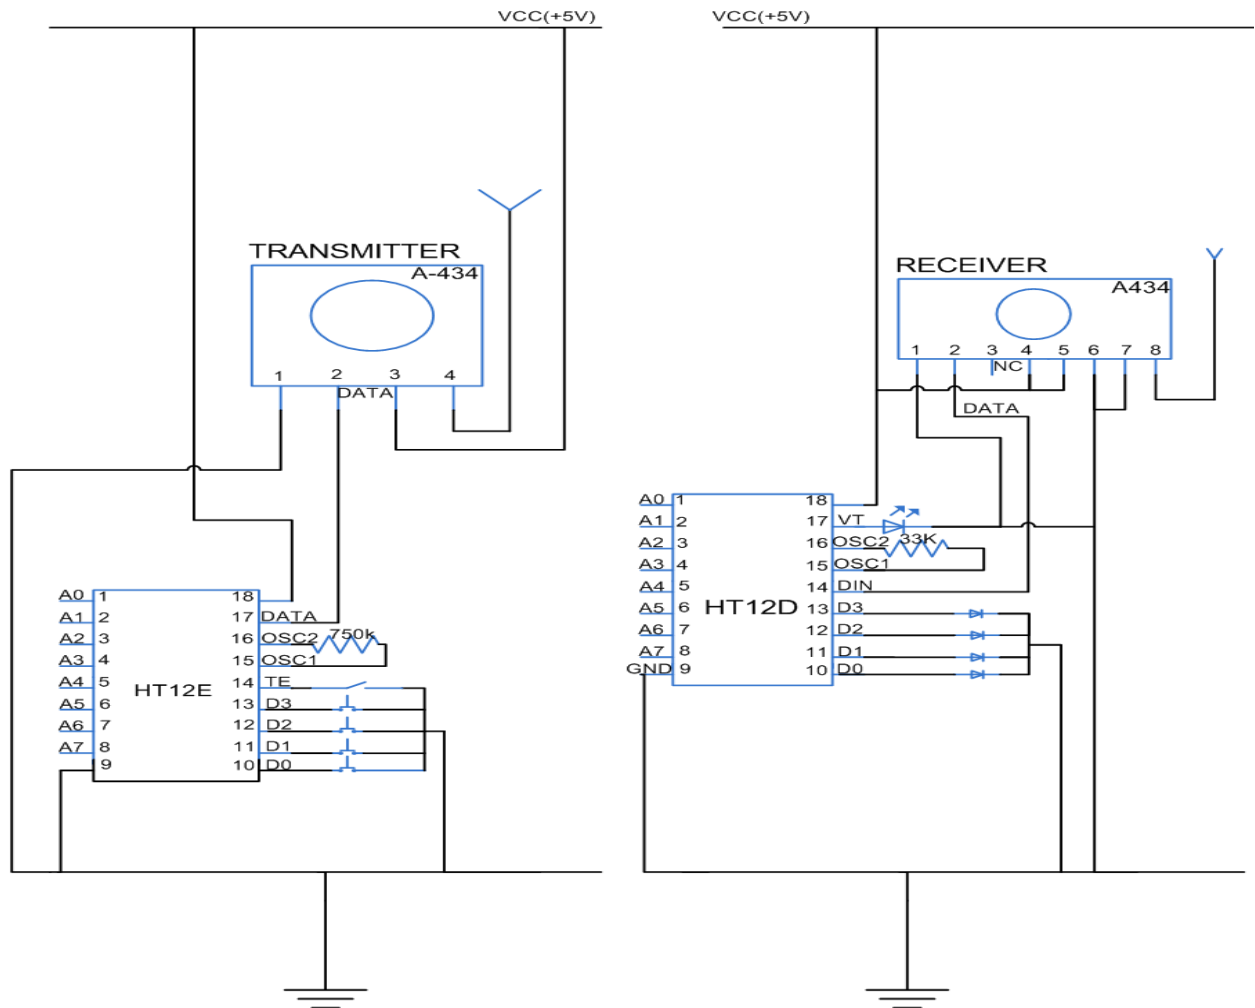 VCC(+5V)
TRANSMITTER
A-434
1 2 3 4
DATA
A0 1
A1 2
A2 3
A3 4
A4 5
A5 6
A6 7
A7 8
9
HT12E
18
17 DATA
16 OSC2 750k
15 OSC1
14 TE
13 D3
12 D2
11 D1
10 D0
VCC(+5V)
RECEIVER
A434
1 2 3 4 5 6 7 8
NC
DATA
A0 1
A1 2
A2 3
A3 4
A4 5
A5 6
A6 7
A7 8
GND 9
HT12D
18
17 VT
16 OSC2 33K
15 OSC1
14 DIN
13 D3
12 D2
11 D1
10 D0